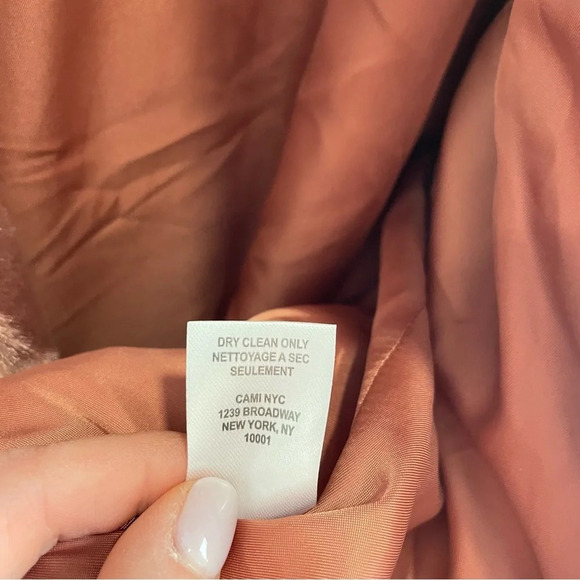 DRY CLEAN ONLY
NETTOYAGE A SEC
SEULEMENT
CAMI NYC
1239 BROADWAY
NEW YORK, NY
10001